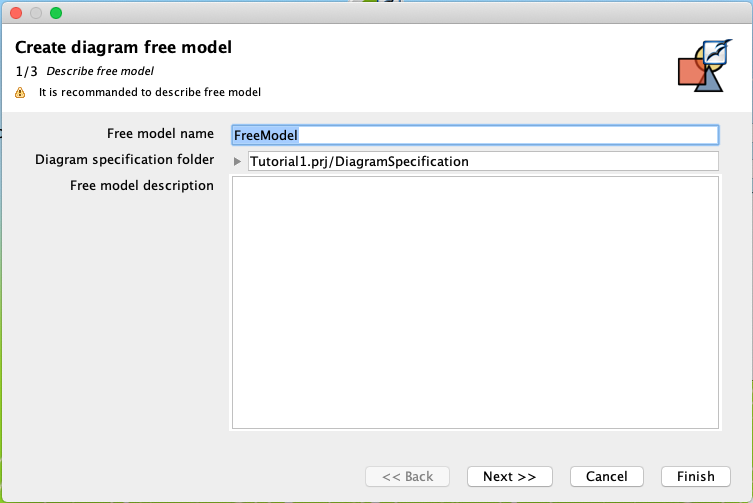 Create diagram free model
1/3 Describe free model
It is recommanded to describe free model
Free model name FreeModel
Diagram specification folder Tutorial1.prj/DiagramSpecification
Free model description
<< Back Next >> Cancel Finish